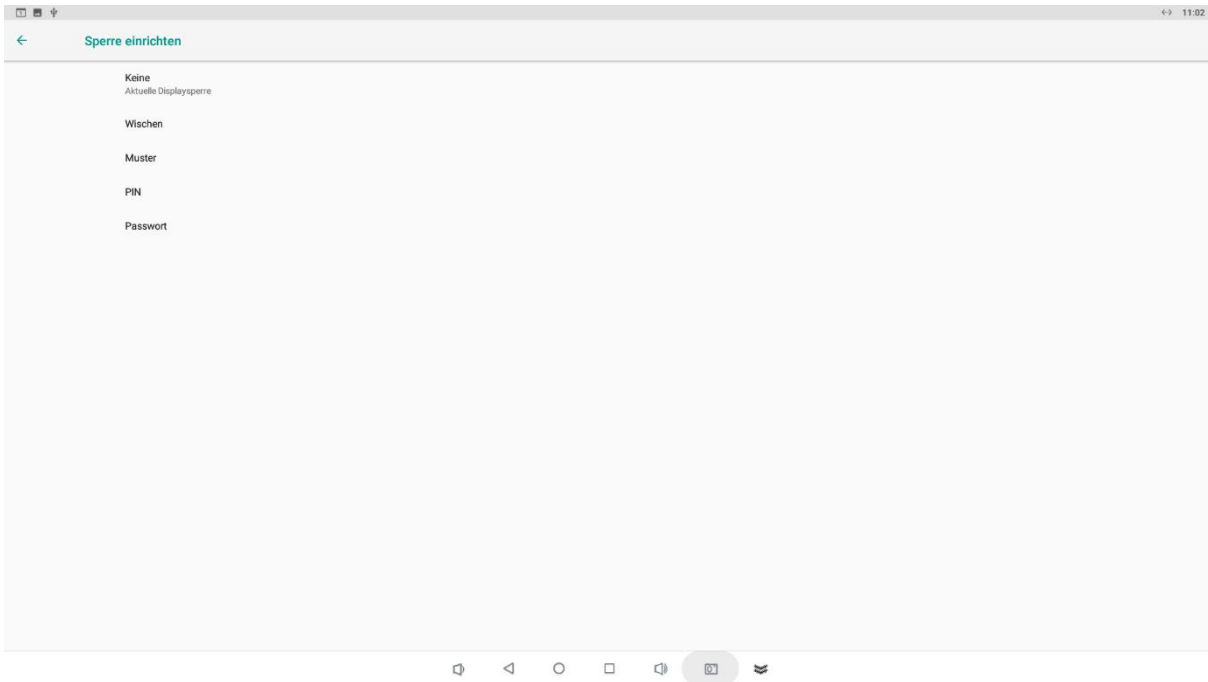 11:02
Sperre einrichten
Keine
Aktuelle Displaysperre
Wischen
Muster
PIN
Passwort